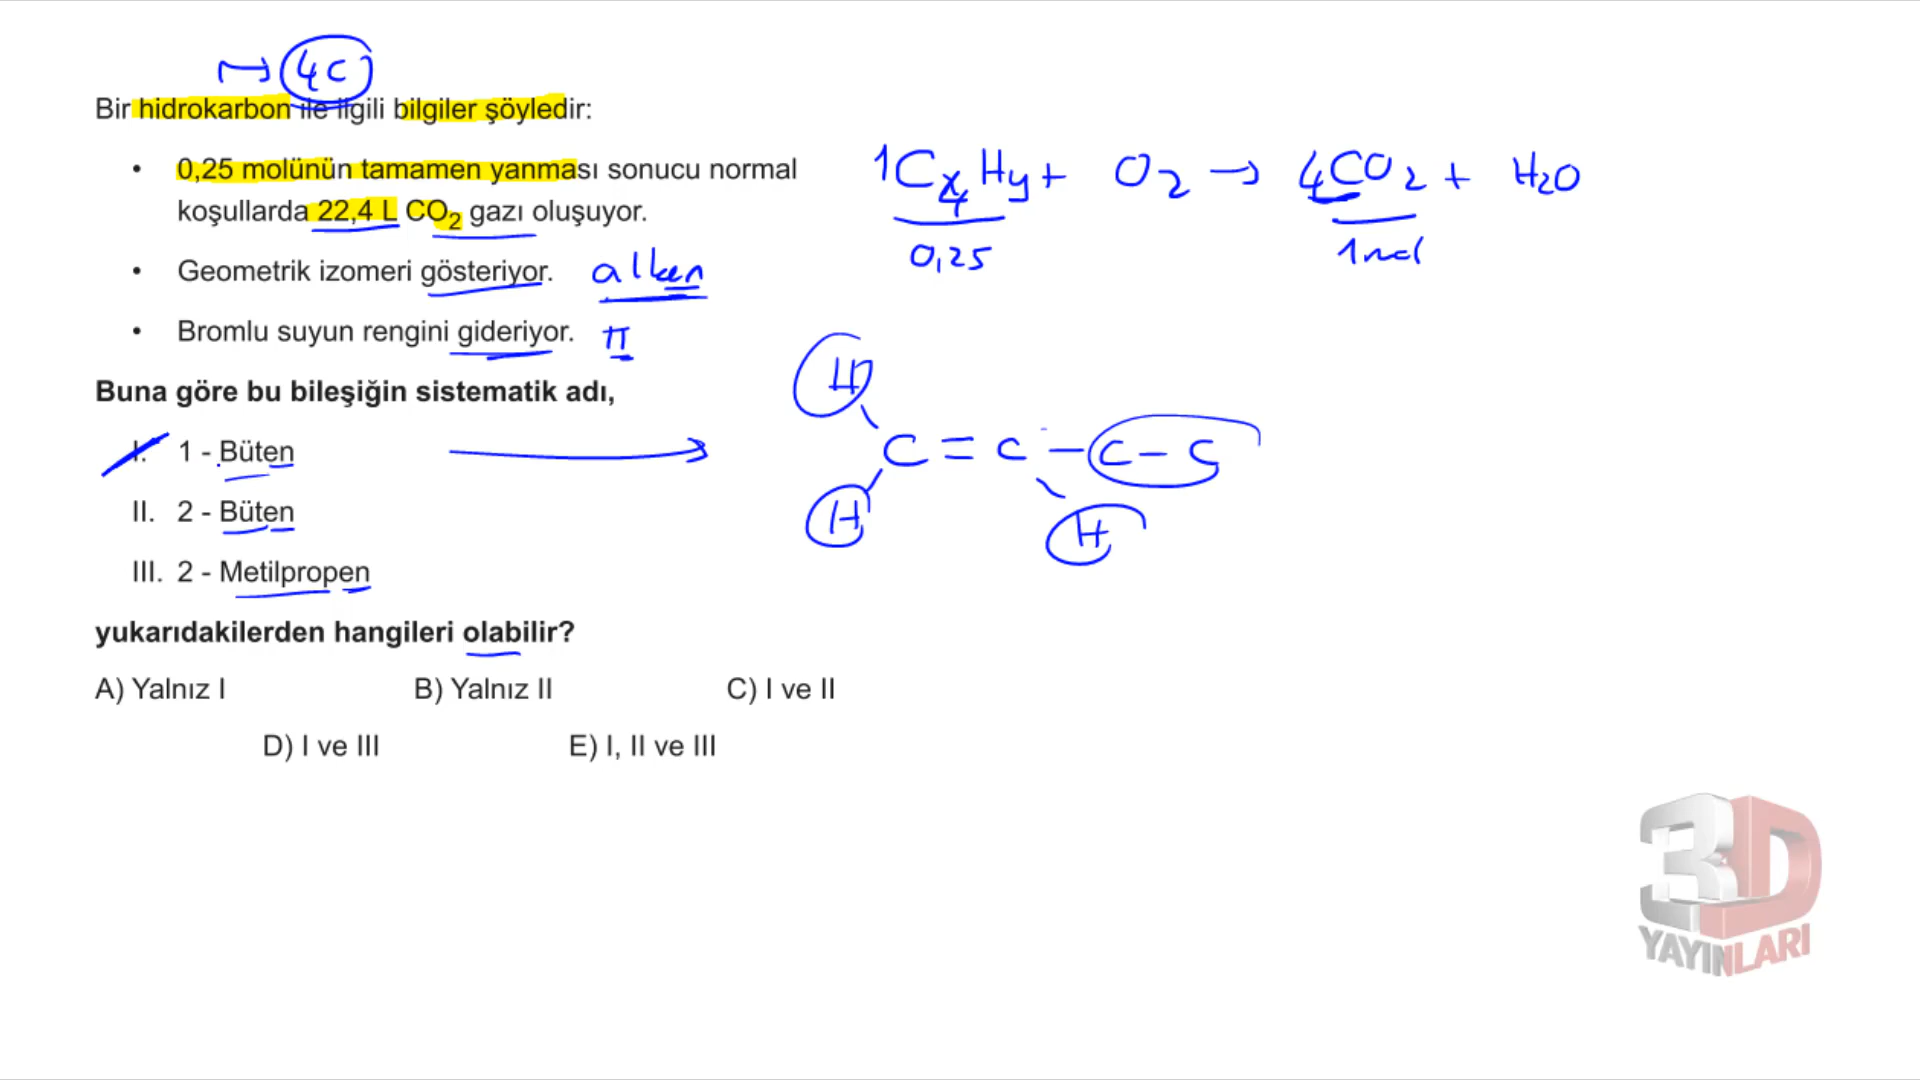 → 4C
Bir hidrokarbon ile ilgili bilgiler şöyledir:
• 0,25 molünün tamamen yanması sonucu normal
koşullarda 22,4 L CO₂ gazı oluşuyor.
• Geometrik izomeri gösteriyor. alken
• Bromlu suyun rengini gideriyor. π
Buna göre bu bileşiğin sistematik adı,
I. 1 - Büten
II. 2 - Büten
III. 2 - Metilpropen
yukarıdakilerden hangileri olabilir?
A) Yalnız I B) Yalnız II C) I ve II
D) I ve III E) I, II ve III
1CxHy + O₂ → 4CO₂ + H₂O
4
0,25 1 mol
H
C = C - C - C
H H
3D
YAYINLARI